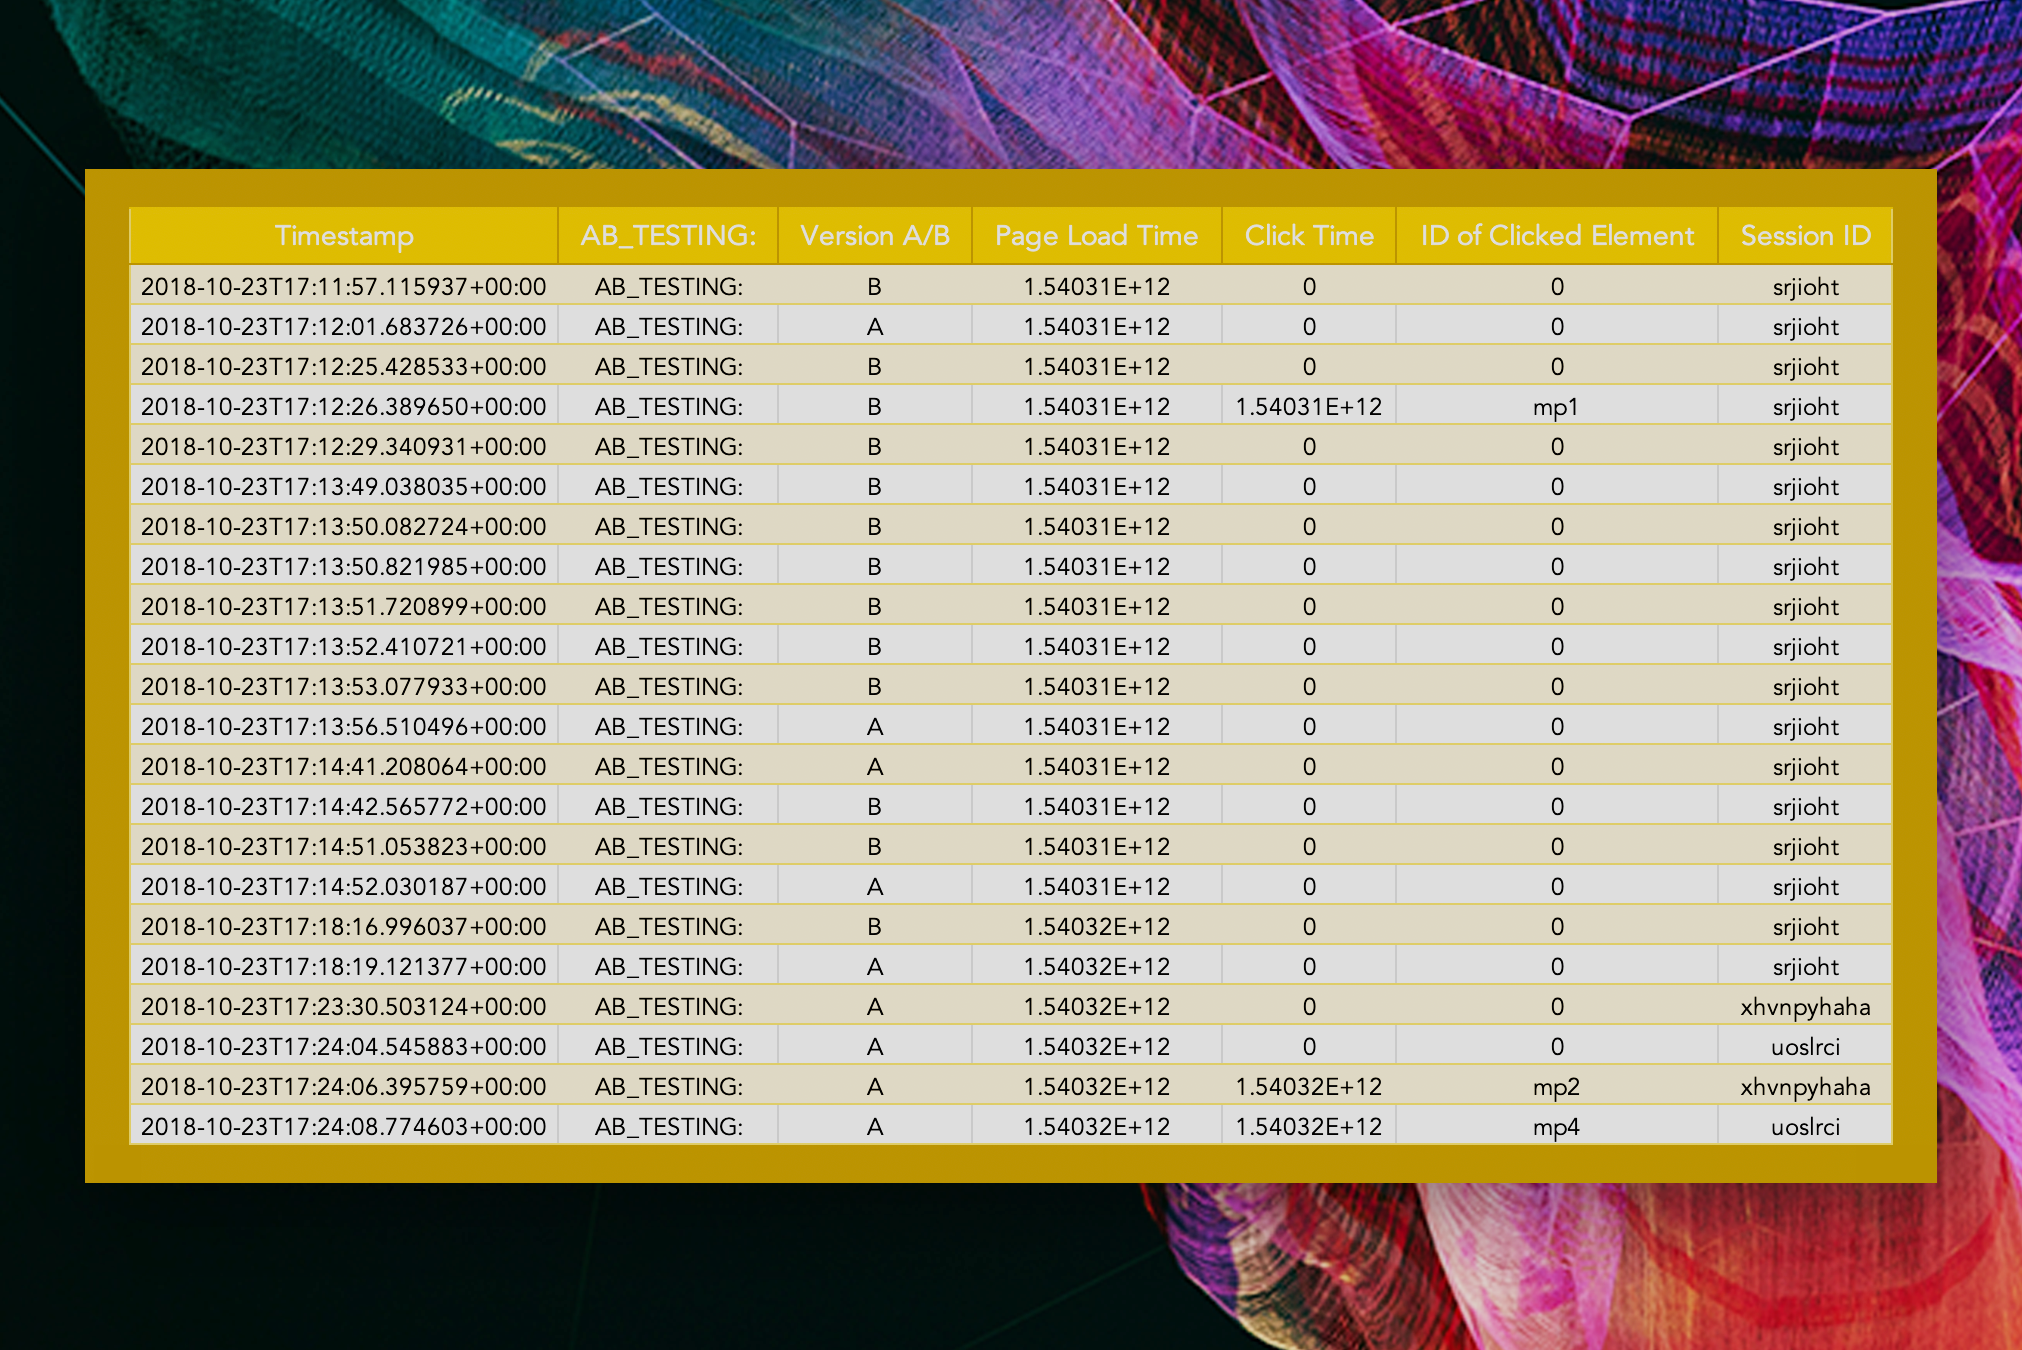 Timestamp AB_TESTING: Version A/B Page Load Time Click Time ID of Clicked Element Session ID
2018-10-23T17:11:57.115937+00:00 AB_TESTING: B 1.54031E+12 0 0 srjioht
2018-10-23T17:12:01.683726+00:00 AB_TESTING: A 1.54031E+12 0 0 srjioht
2018-10-23T17:12:25.428533+00:00 AB_TESTING: B 1.54031E+12 0 0 srjioht
2018-10-23T17:12:26.389650+00:00 AB_TESTING: B 1.54031E+12 1.54031E+12 mp1 srjioht
2018-10-23T17:12:29.340931+00:00 AB_TESTING: B 1.54031E+12 0 0 srjioht
2018-10-23T17:13:49.038035+00:00 AB_TESTING: B 1.54031E+12 0 0 srjioht
2018-10-23T17:13:50.082724+00:00 AB_TESTING: B 1.54031E+12 0 0 srjioht
2018-10-23T17:13:50.821985+00:00 AB_TESTING: B 1.54031E+12 0 0 srjioht
2018-10-23T17:13:51.720899+00:00 AB_TESTING: B 1.54031E+12 0 0 srjioht
2018-10-23T17:13:52.410721+00:00 AB_TESTING: B 1.54031E+12 0 0 srjioht
2018-10-23T17:13:53.077933+00:00 AB_TESTING: B 1.54031E+12 0 0 srjioht
2018-10-23T17:13:56.510496+00:00 AB_TESTING: A 1.54031E+12 0 0 srjioht
2018-10-23T17:14:41.208064+00:00 AB_TESTING: A 1.54031E+12 0 0 srjioht
2018-10-23T17:14:42.565772+00:00 AB_TESTING: B 1.54031E+12 0 0 srjioht
2018-10-23T17:14:51.053823+00:00 AB_TESTING: B 1.54031E+12 0 0 srjioht
2018-10-23T17:14:52.030187+00:00 AB_TESTING: A 1.54031E+12 0 0 srjioht
2018-10-23T17:18:16.996037+00:00 AB_TESTING: B 1.54032E+12 0 0 srjioht
2018-10-23T17:18:19.121377+00:00 AB_TESTING: A 1.54032E+12 0 0 srjioht
2018-10-23T17:23:30.503124+00:00 AB_TESTING: A 1.54032E+12 0 0 xhvnpyhaha
2018-10-23T17:24:04.545883+00:00 AB_TESTING: A 1.54032E+12 0 0 uoslrci
2018-10-23T17:24:06.395759+00:00 AB_TESTING: A 1.54032E+12 1.54032E+12 mp2 xhvnpyhaha
2018-10-23T17:24:08.774603+00:00 AB_TESTING: A 1.54032E+12 1.54032E+12 mp4 uoslrci